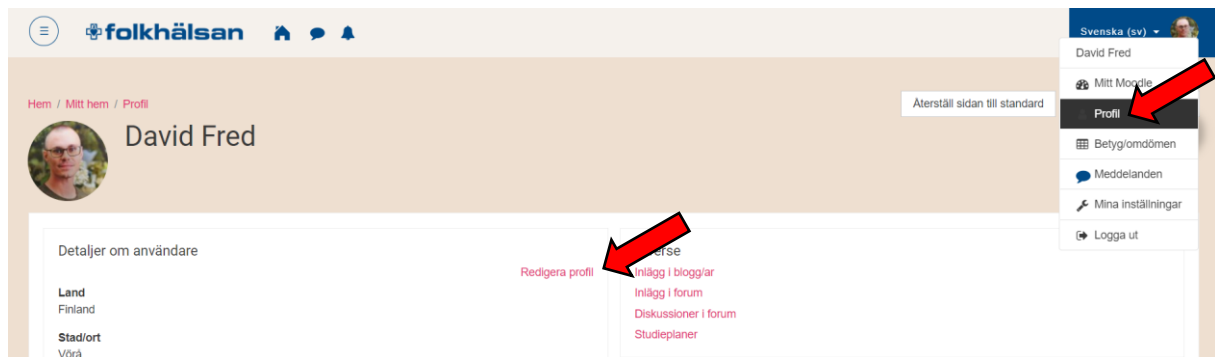 folkhälsan
Svenska (sv)
David Fred
Mitt Moodle
Profil
Betyg/omdömen
Meddelanden
Mina inställningar
Logga ut
Hem / Mitt hem / Profil
Återställ sidan till standard
David Fred
Detaljer om användare
Redigera profil
Land
Finland
Stad/ort
Vörå
Inlägg i blogg/ar
Inlägg i forum
Diskussioner i forum
Studieplaner